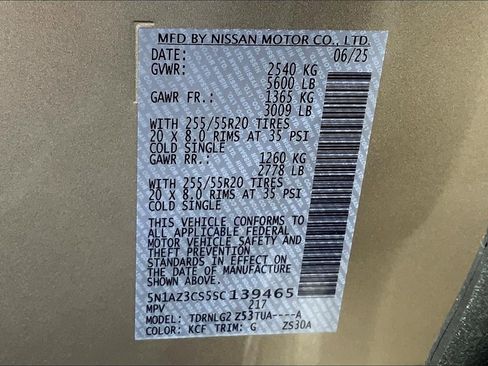 MFD BY NISSAN MOTOR CO., LTD.
DATE: 06/25
GVWR: 2540 KG
5600 LB
GAWR FR.: 1365 KG
3009 LB
WITH 255/55R20 TIRES
20 X 8.0 RIMS AT 35 PSI
COLD SINGLE
GAWR RR.: 1260 KG
2778 LB
WITH 255/55R20 TIRES
20 X 8.0 RIMS AT 35 PSI
COLD SINGLE
THIS VEHICLE CONFORMS TO
ALL APPLICABLE FEDERAL
MOTOR VEHICLE SAFETY AND
THEFT PREVENTION
STANDARDS IN EFFECT ON
THE DATE OF MANUFACTURE
SHOWN ABOVE.
5N1AZ3CS5SC139465
MPV 217
MODEL: TDRNLG2 Z53TUA----A
COLOR: KCF TRIM: G ZS30A